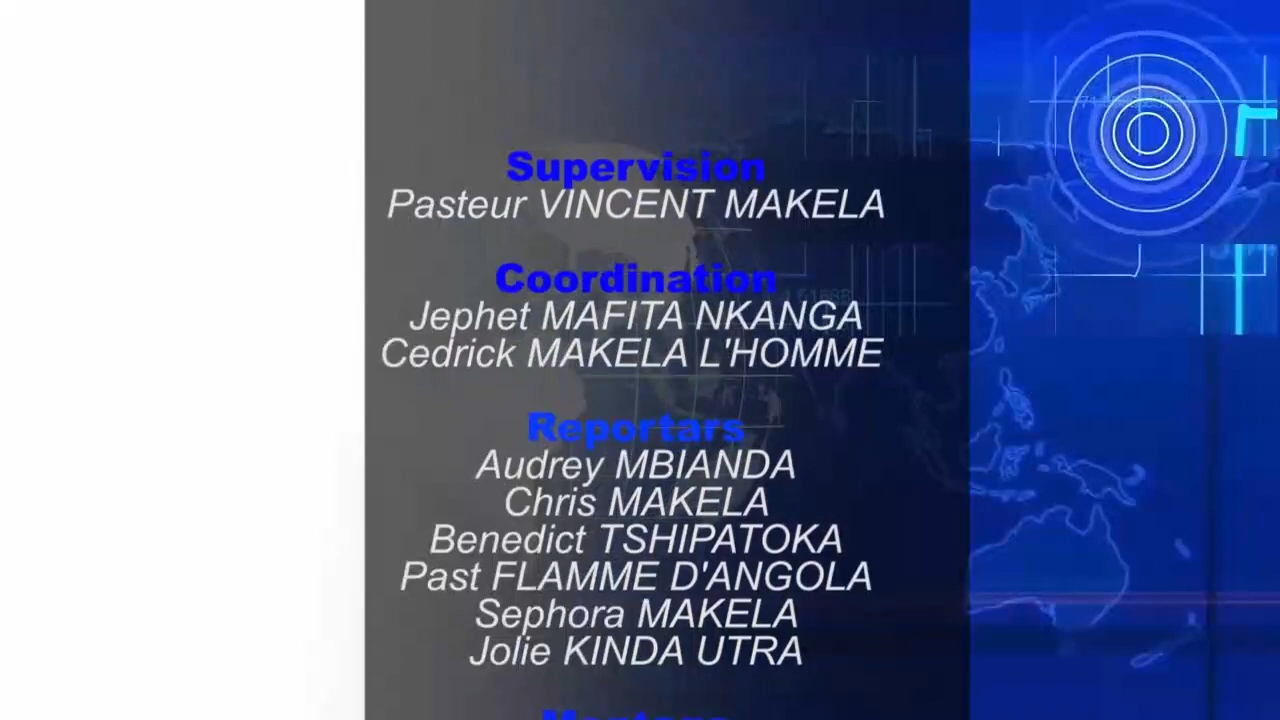 Supervision
Pasteur VINCENT MAKELA
Coordination
Jephet MAFITA NKANGA
Cedrick MAKELA L'HOMME
Reportars
Audrey MBIANDA
Chris MAKELA
Benedict TSHIPATOKA
Past FLAMME D'ANGOLA
Sephora MAKELA
Jolie KINDA UTRA